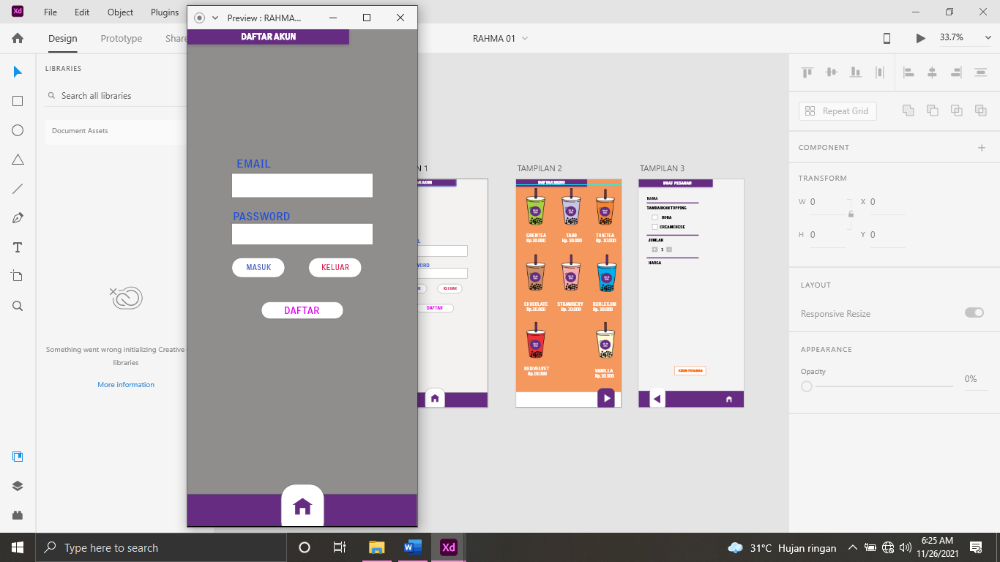 Xd File Edit Object Plugins
Preview : RAHMA...
Design Prototype Share
RAHMA 01
33.7%
LIBRARIES
Search all libraries
Document Assets
Something went wrong initializing Creative
libraries
More information
DAFTAR AKUN
EMAIL
PASSWORD
MASUK KELUAR
DAFTAR
N 1
AKUN
WORD
KELUAR
DAFTAR
TAMPILAN 2
DAFTAR MENU
GREENTEA TARO THAITEA
Rp. 10.000 Rp. 10.000 Rp. 10.000
CHOCOLATE STRAWBERY BUBLEGUM
Rp.10.000 Rp. 10.000 Rp. 10.000
REDVELVET VANILLA
Rp.10.000 Rp.10.000
TAMPILAN 3
BUAT PESANAN
NAMA
TAMBAHKAN TOPPING
BOBA
CREAMCHESE
JUMLAH
1
HARGA
KIRIM PESANAN
Repeat Grid
COMPONENT
TRANSFORM
W 0 X 0
H 0 Y 0
LAYOUT
Responsive Resize
APPEARANCE
Opacity
0%
Type here to search
Xd
31°C Hujan ringan
6:25 AM
11/26/2021